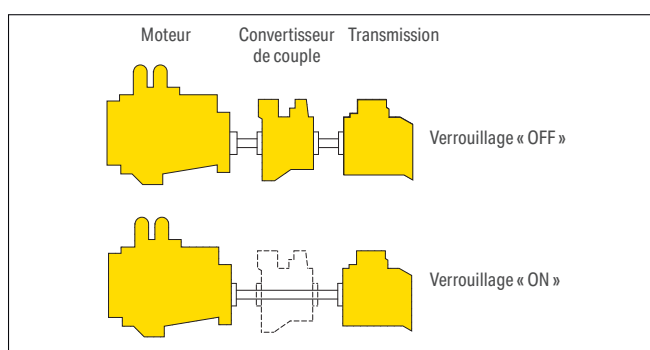 Moteur
Convertisseur
de couple
Transmission
Verrouillage « OFF »
Verrouillage « ON »